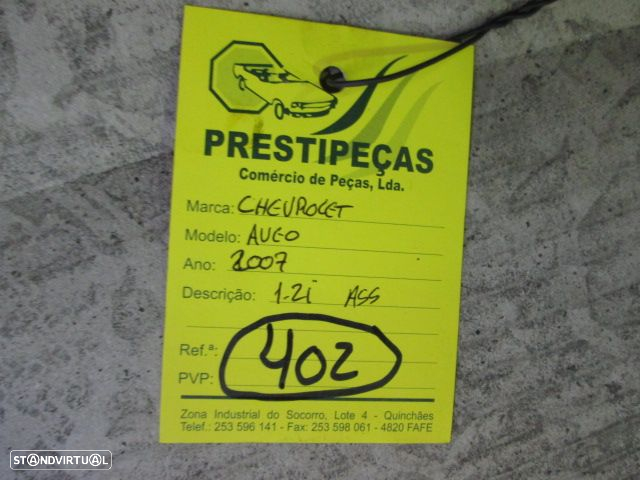 PRESTIPEÇAS
Comércio de Peças, Lda.
Marca: CHEVROLET
Modelo: AVEO
Ano: 2007
Descrição: 1.2i ASS
Ref.ª: 402
PVP:
Zona Industrial do Socorro, Lote 4 - Quinchães
Telef.: 253 596 141 - Fax: 253 598 061 - 4820 FAFE
STANDVIRTUAL